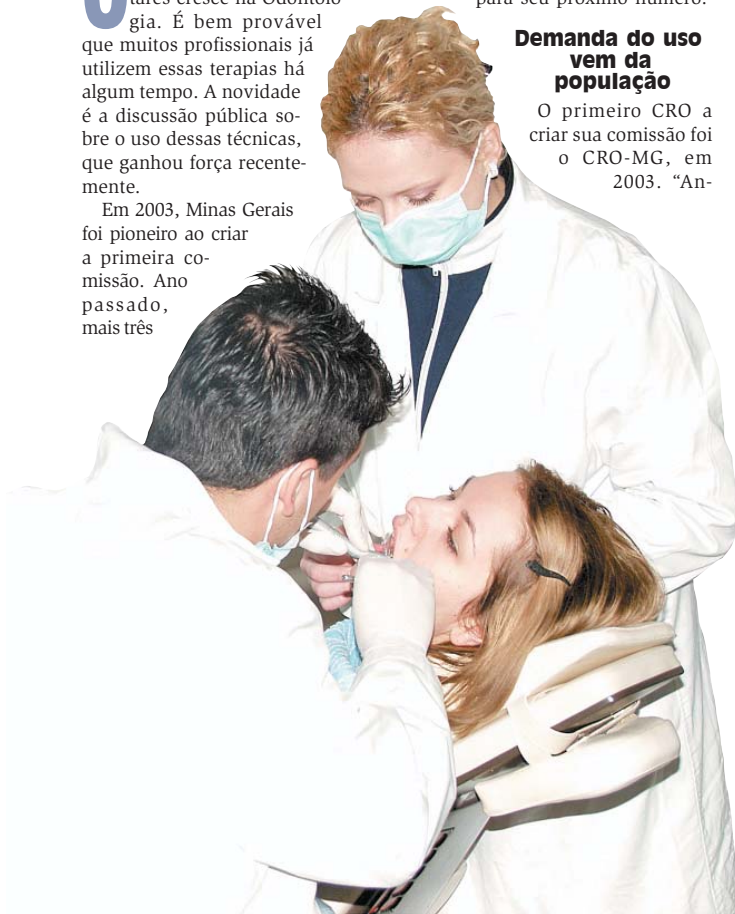 tares cresce na Odontolo
gia. É bem provável
que muitos profissionais já
utilizem essas terapias há
algum tempo. A novidade
é a discussão pública so-
bre o uso dessas técnicas,
que ganhou força recente-
mente.
Em 2003, Minas Gerais
foi pioneiro ao criar
a primeira co-
missão. Ano
passado,
mais três
para seu próximo número.
Demanda do uso
vem da
população
O primeiro CRO a
criar sua comissão foi
o CRO-MG, em
2003. “An-